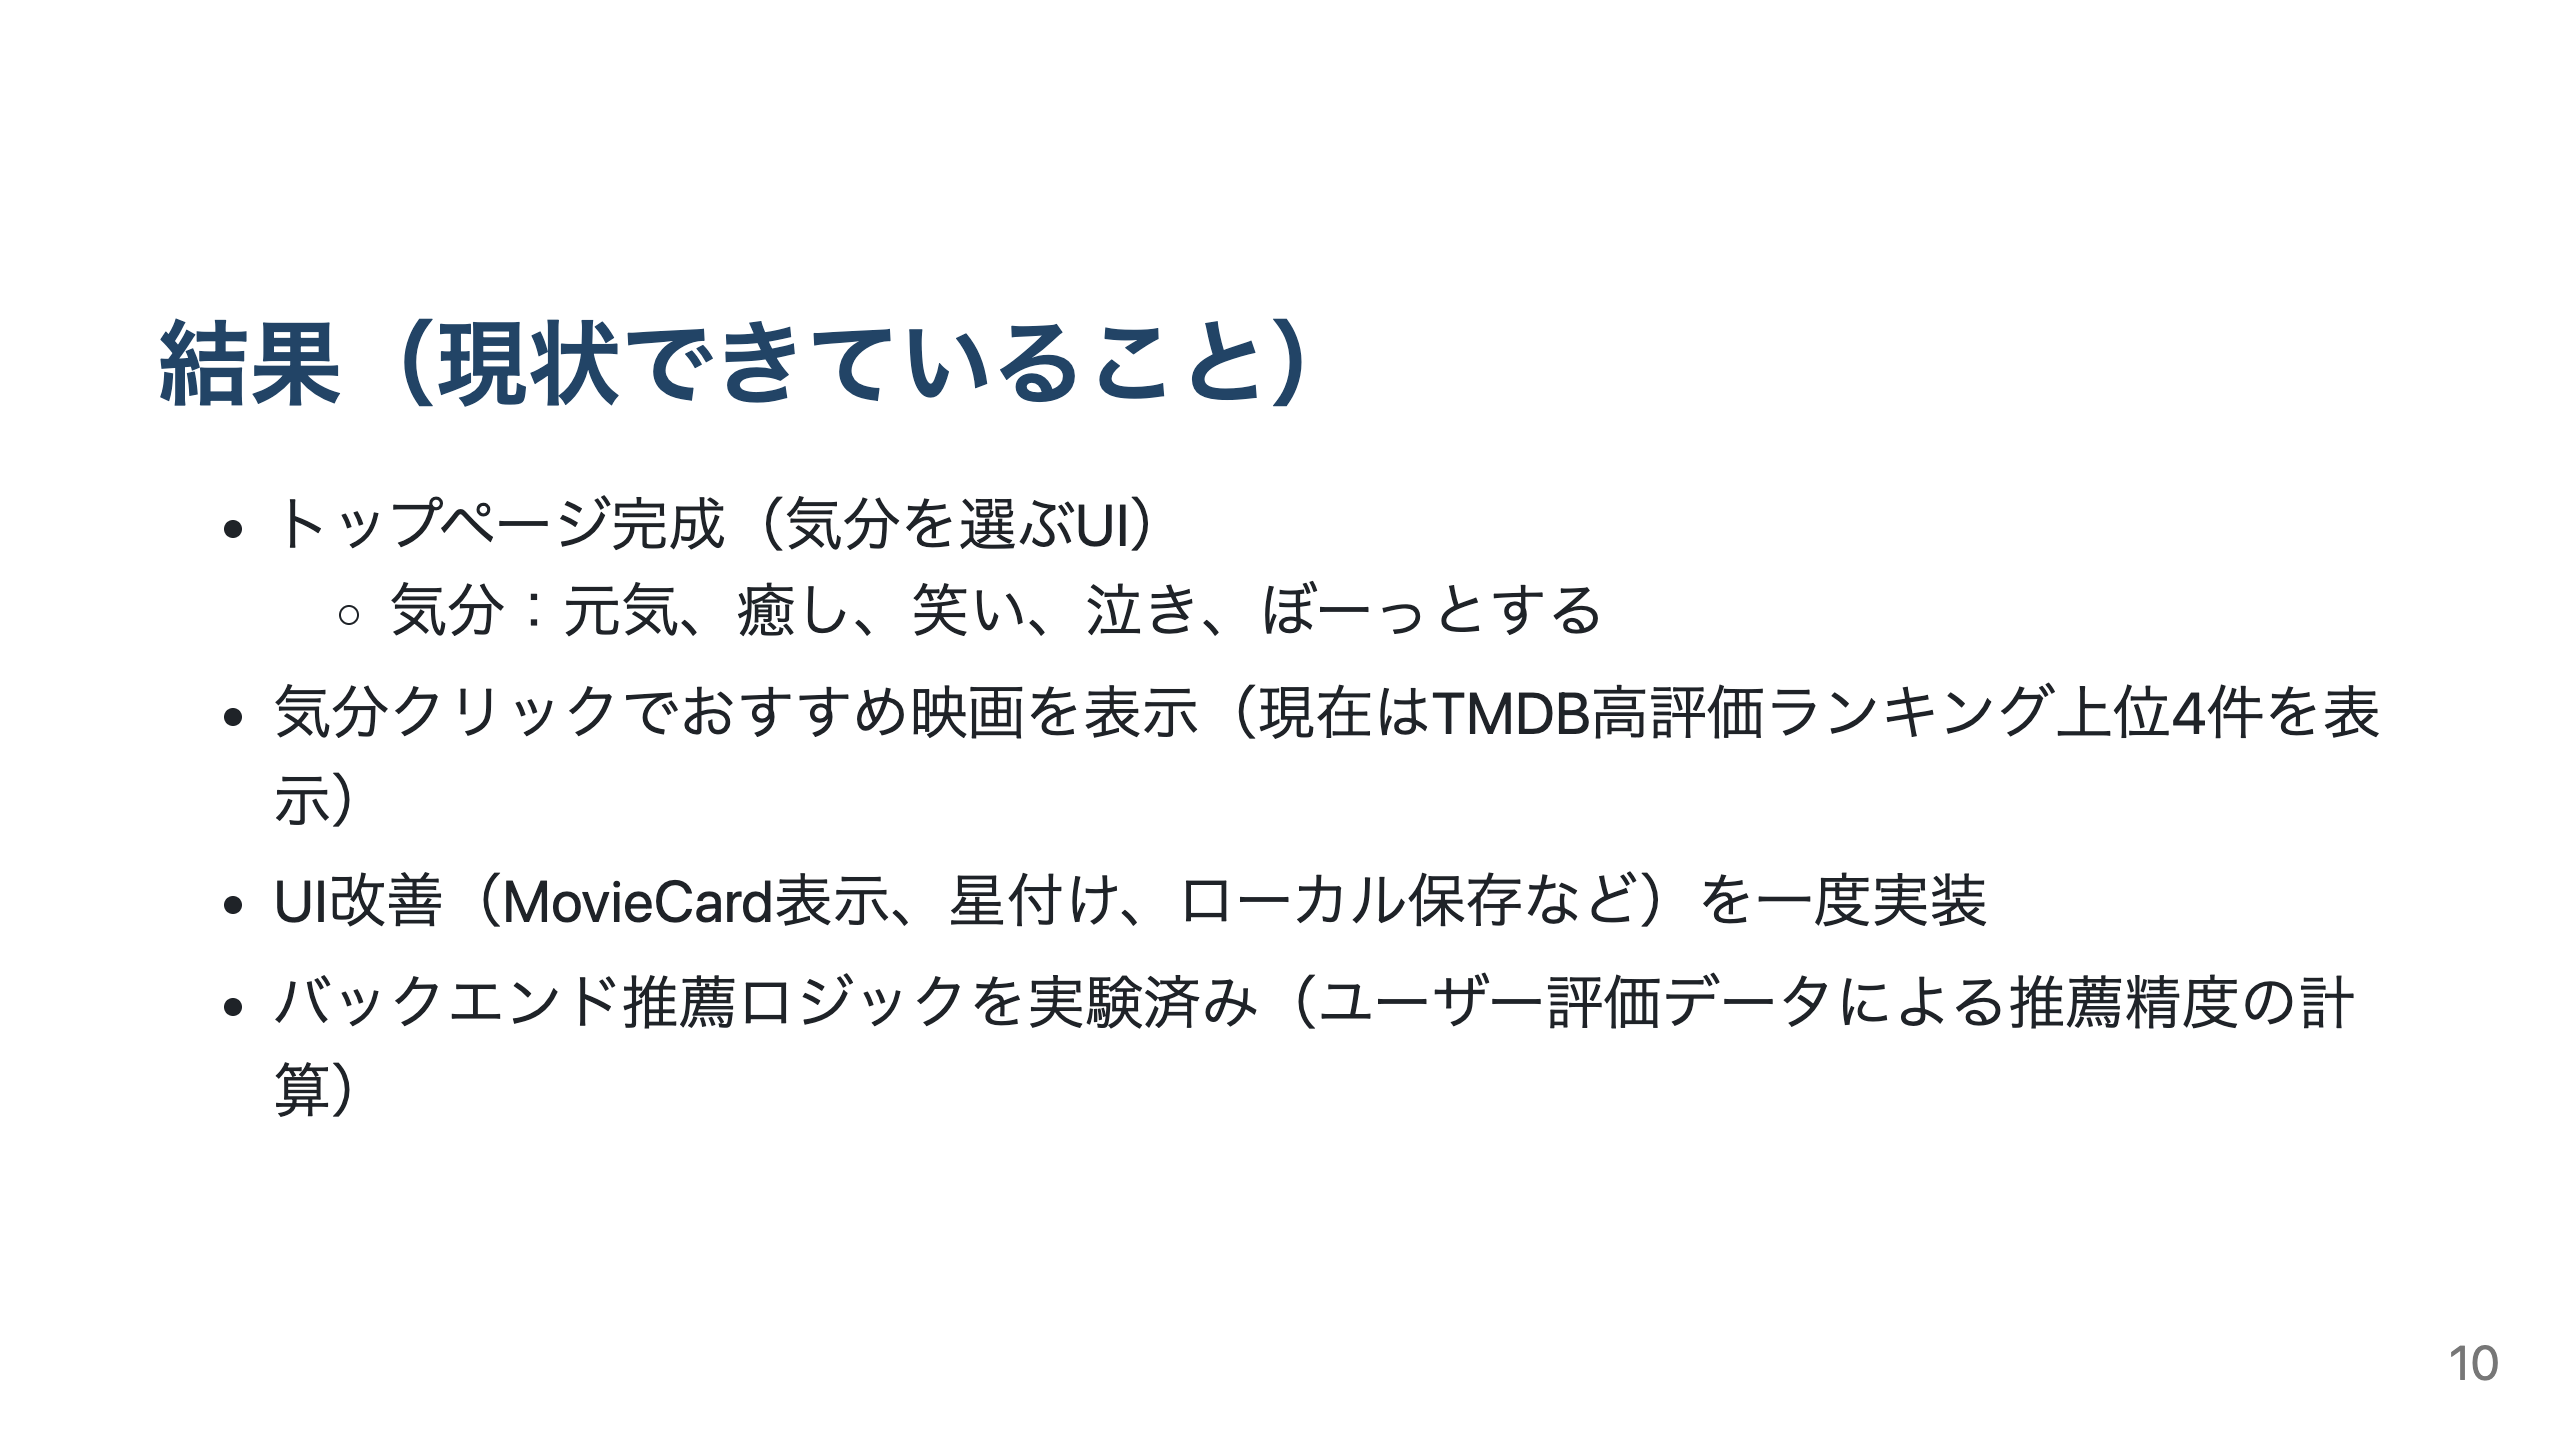 結果（現状できていること）
• トップページ完成（気分を選ぶUI）
◦ 気分：元気、癒し、笑い、泣き、ぼーっとする
• 気分クリックでおすすめ映画を表示（現在はTMDB高評価ランキング上位4件を表
示）
• UI改善（MovieCard表示、星付け、ローカル保存など）を一度実装
• バックエンド推薦ロジックを実験済み（ユーザー評価データによる推薦精度の計
算）
10